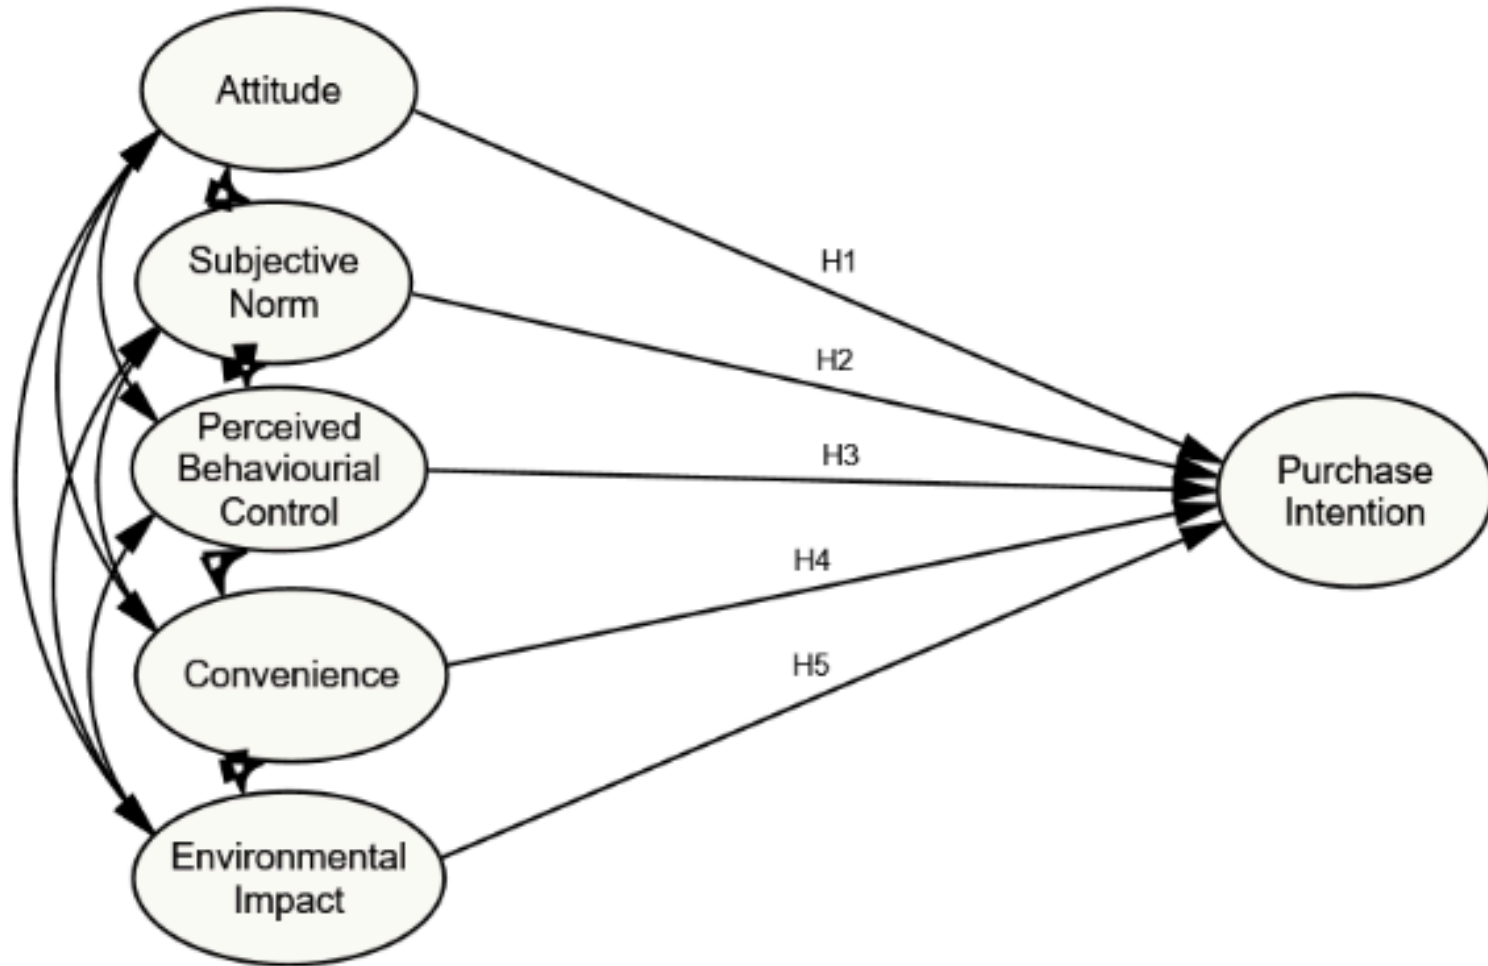 Attitude
Subjective
Norm
Perceived
Behaviourial
Control
Convenience
Environmental
Impact
H1
H2
H3
H4
H5
Purchase
Intention